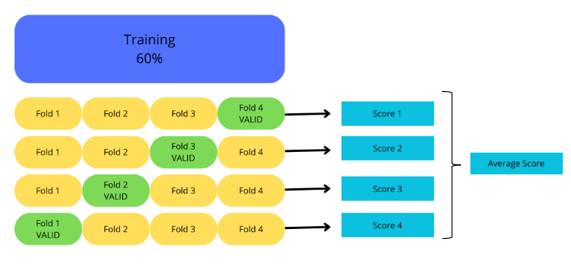 Training
60%
Fold 1 Fold 2 Fold 3 Fold 4
VALID
Score 1
Fold 1 Fold 2 Fold 3
VALID
Fold 4
Score 2
Fold 1 Fold 2
VALID
Fold 3 Fold 4
Score 3
Fold 1
VALID
Fold 2 Fold 3 Fold 4
Score 4
Average Score